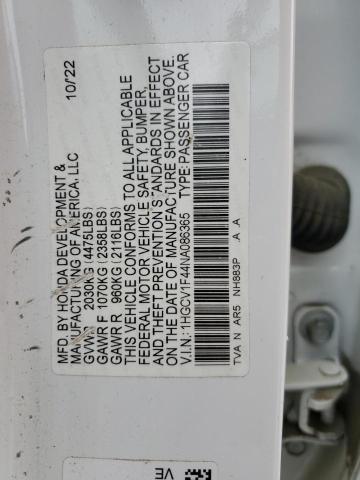 MFD. BY HONDA DEVELOPMENT & 10/22
MANUFACTURING OF AMERICA, LLC
GVWR 2030KG (4475LBS)
GAWR F 1070KG (2358LBS)
GAWR R 960KG (2116LBS)
THIS VEHICLE CONFORMS TO ALL APPLICABLE
FEDERAL MOTOR VEHICLE SAFETY, BUMPER,
AND THEFT PREVENTION STANDARDS IN EFFECT
ON THE DATE OF MANUFACTURE SHOWN ABOVE.
V.I.N.: 1HGCV1F44NA086365 TYPE: PASSENGER CAR
TVA N AR5 NH883P A A
VE